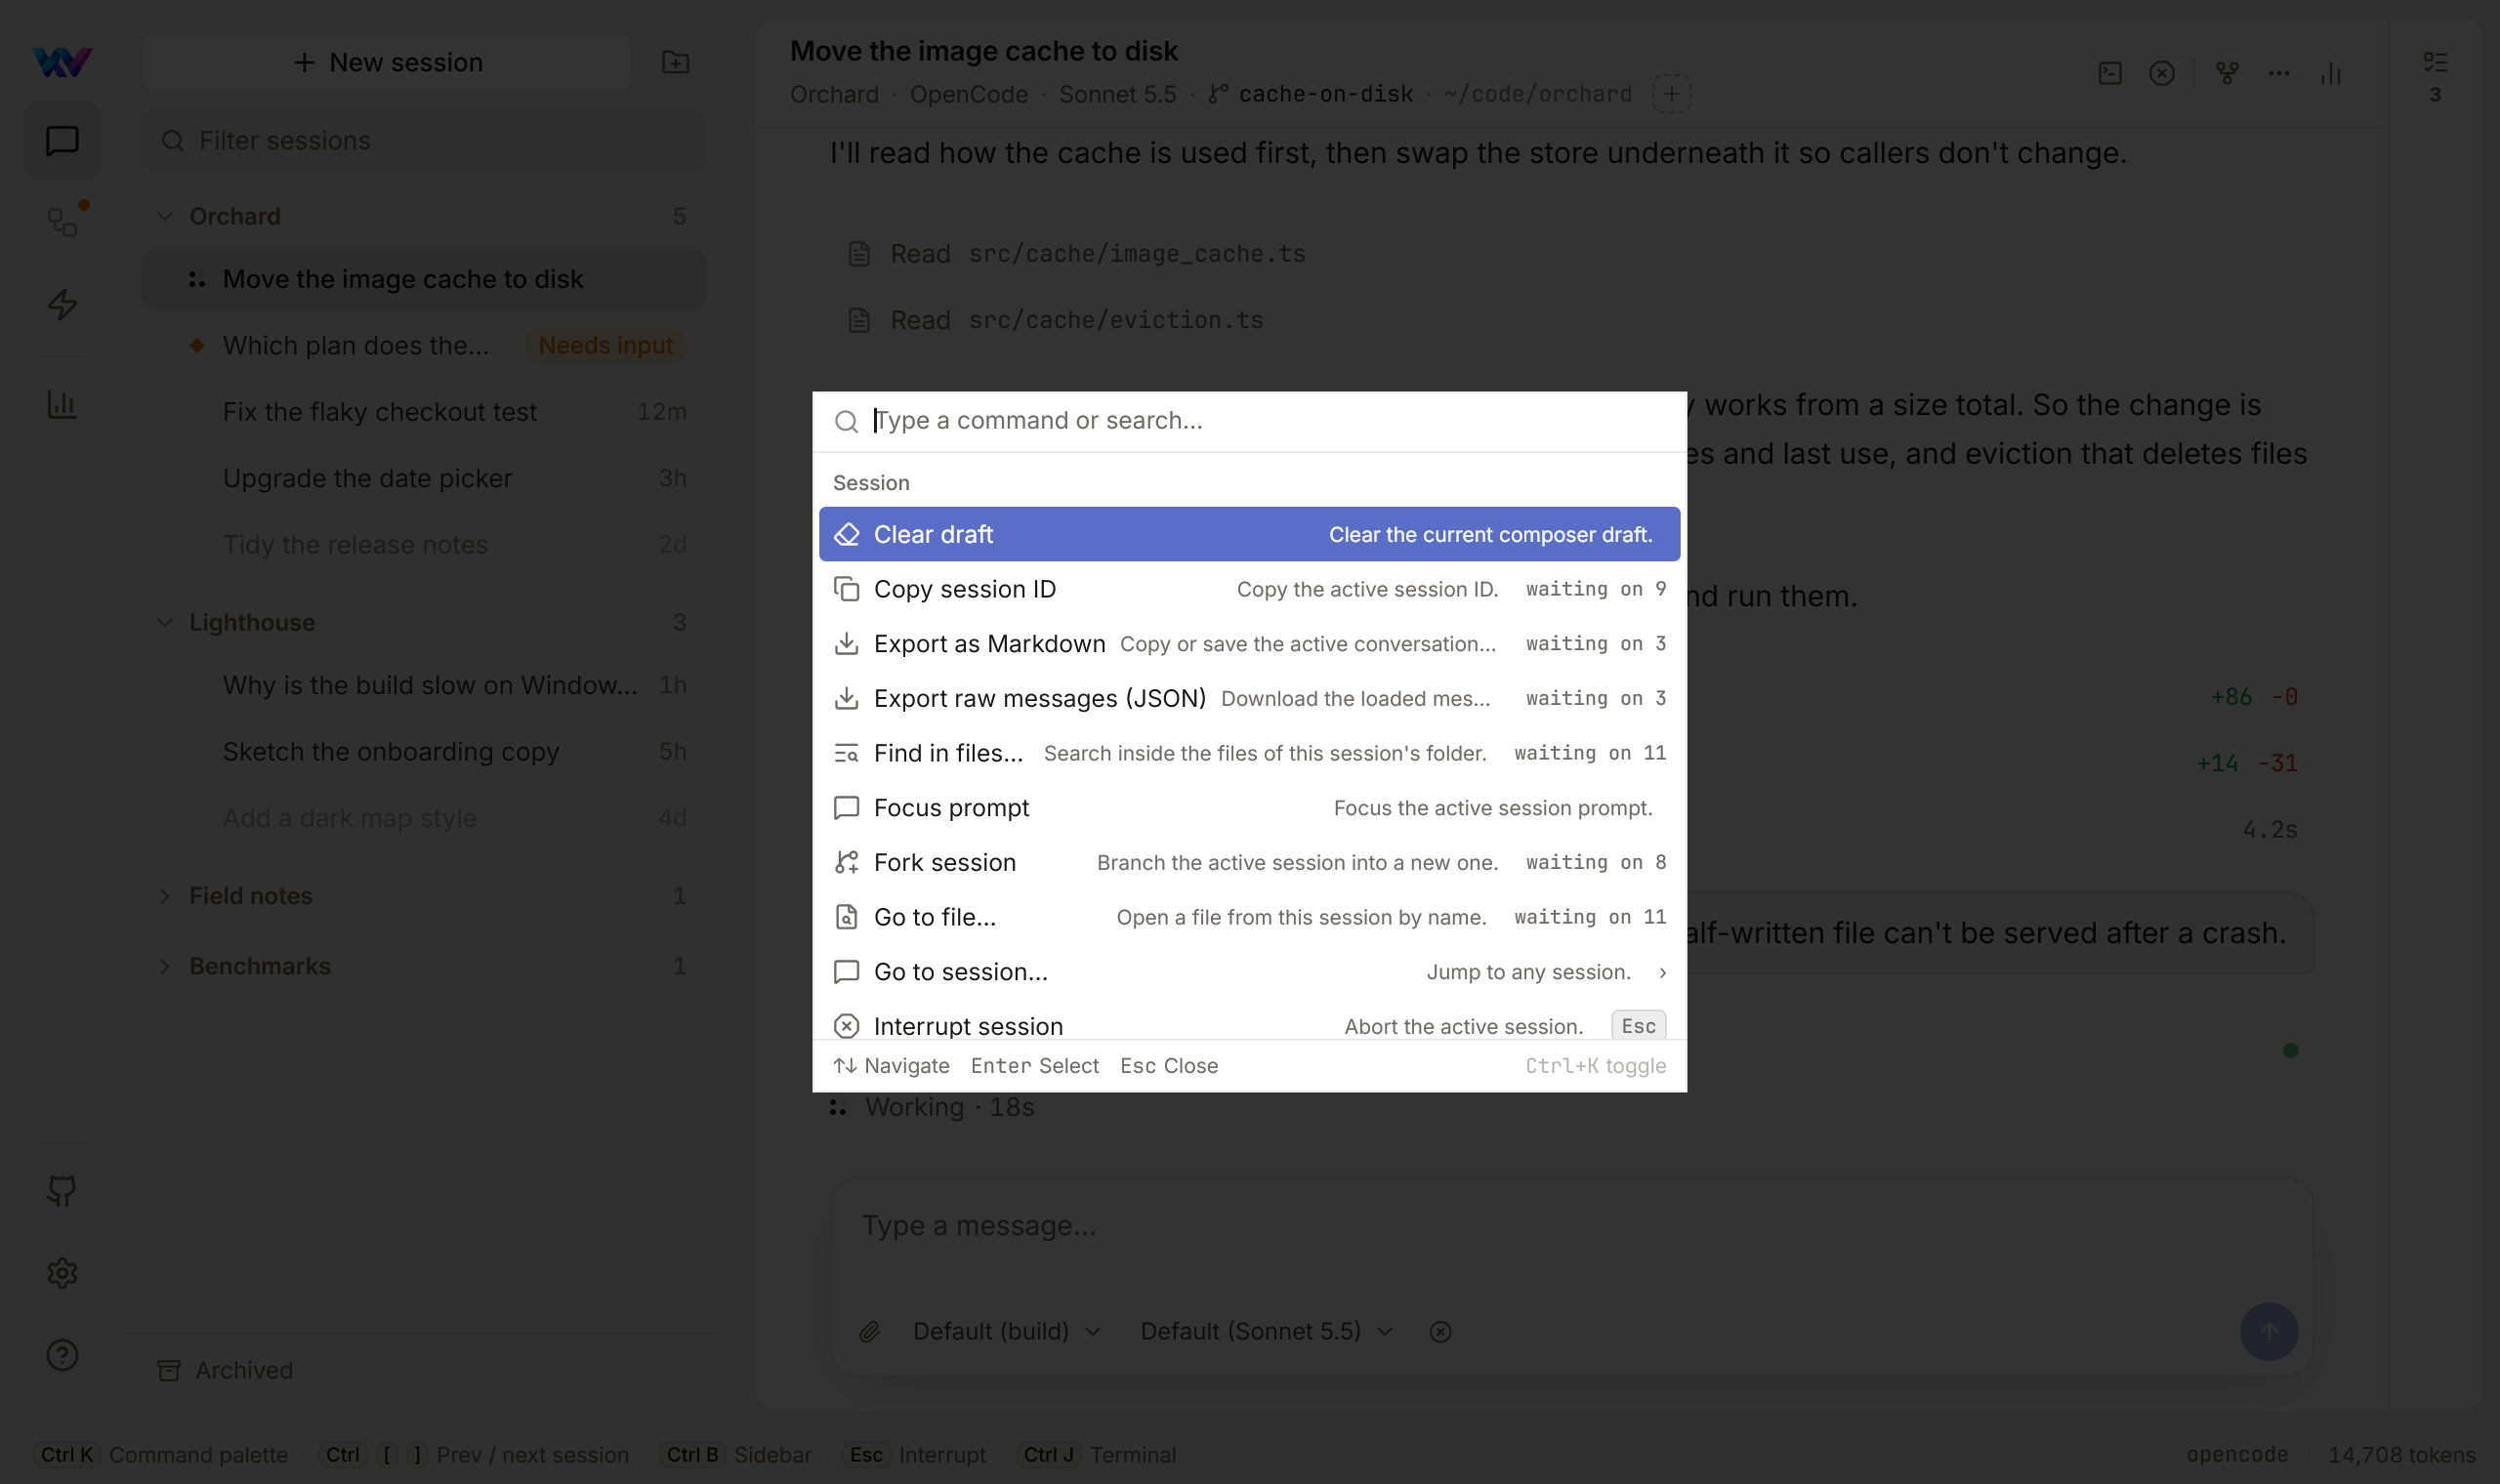 New session
Filter sessions
Orchard 5
Move the image cache to disk
Which plan does the... Needs input
Fix the flaky checkout test 12m
Upgrade the date picker 3h
Tidy the release notes 2d
Lighthouse 3
Why is the build slow on Window... 1h
Sketch the onboarding copy 5h
Add a dark map style 4d
Field notes 1
Benchmarks 1
Archived
Move the image cache to disk
Orchard · OpenCode · Sonnet 5.5 · cache-on-disk · ~/code/orchard
3
I'll read how the cache is used first, then swap the store underneath it so callers don't change.
Read src/cache/image_cache.ts
Read src/cache/eviction.ts
works from a size total. So the change is
es and last use, and eviction that deletes files
nd run them.
+86 -0
+14 -31
4.2s
alf-written file can't be served after a crash.
Type a command or search...
Session
Clear draft Clear the current composer draft.
Copy session ID Copy the active session ID. waiting on 9
Export as Markdown Copy or save the active conversation... waiting on 3
Export raw messages (JSON) Download the loaded mes... waiting on 3
Find in files... Search inside the files of this session's folder. waiting on 11
Focus prompt Focus the active session prompt.
Fork session Branch the active session into a new one. waiting on 8
Go to file... Open a file from this session by name. waiting on 11
Go to session... Jump to any session. ›
Interrupt session Abort the active session. Esc
↑↓ Navigate Enter Select Esc Close Ctrl+K toggle
Working · 18s
Type a message...
Default (build) Default (Sonnet 5.5)
Ctrl K Command palette Ctrl [ ] Prev / next session Ctrl B Sidebar Esc Interrupt Ctrl J Terminal opencode 14,708 tokens